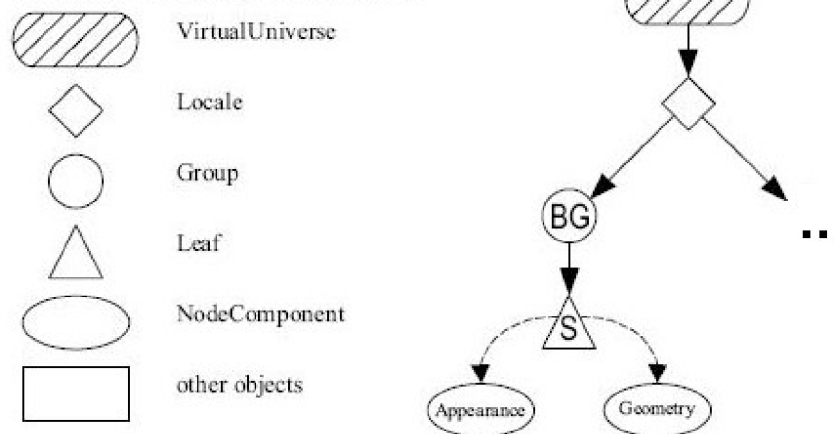 VirtualUniverse
Locale
Group
Leaf
NodeComponent
other objects
BG
..
S
Appearance
Geometry